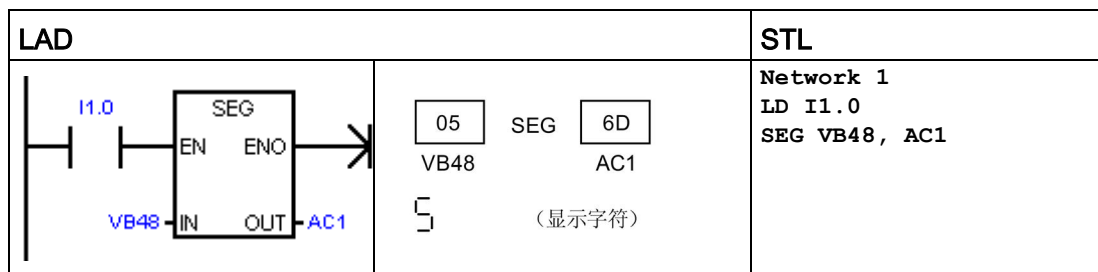 LAD
STL
I1.0
SEG
EN ENO
VB48 IN OUT AC1
05 SEG 6D
VB48 AC1
5 （显示字符）
Network 1
LD I1.0
SEG VB48, AC1